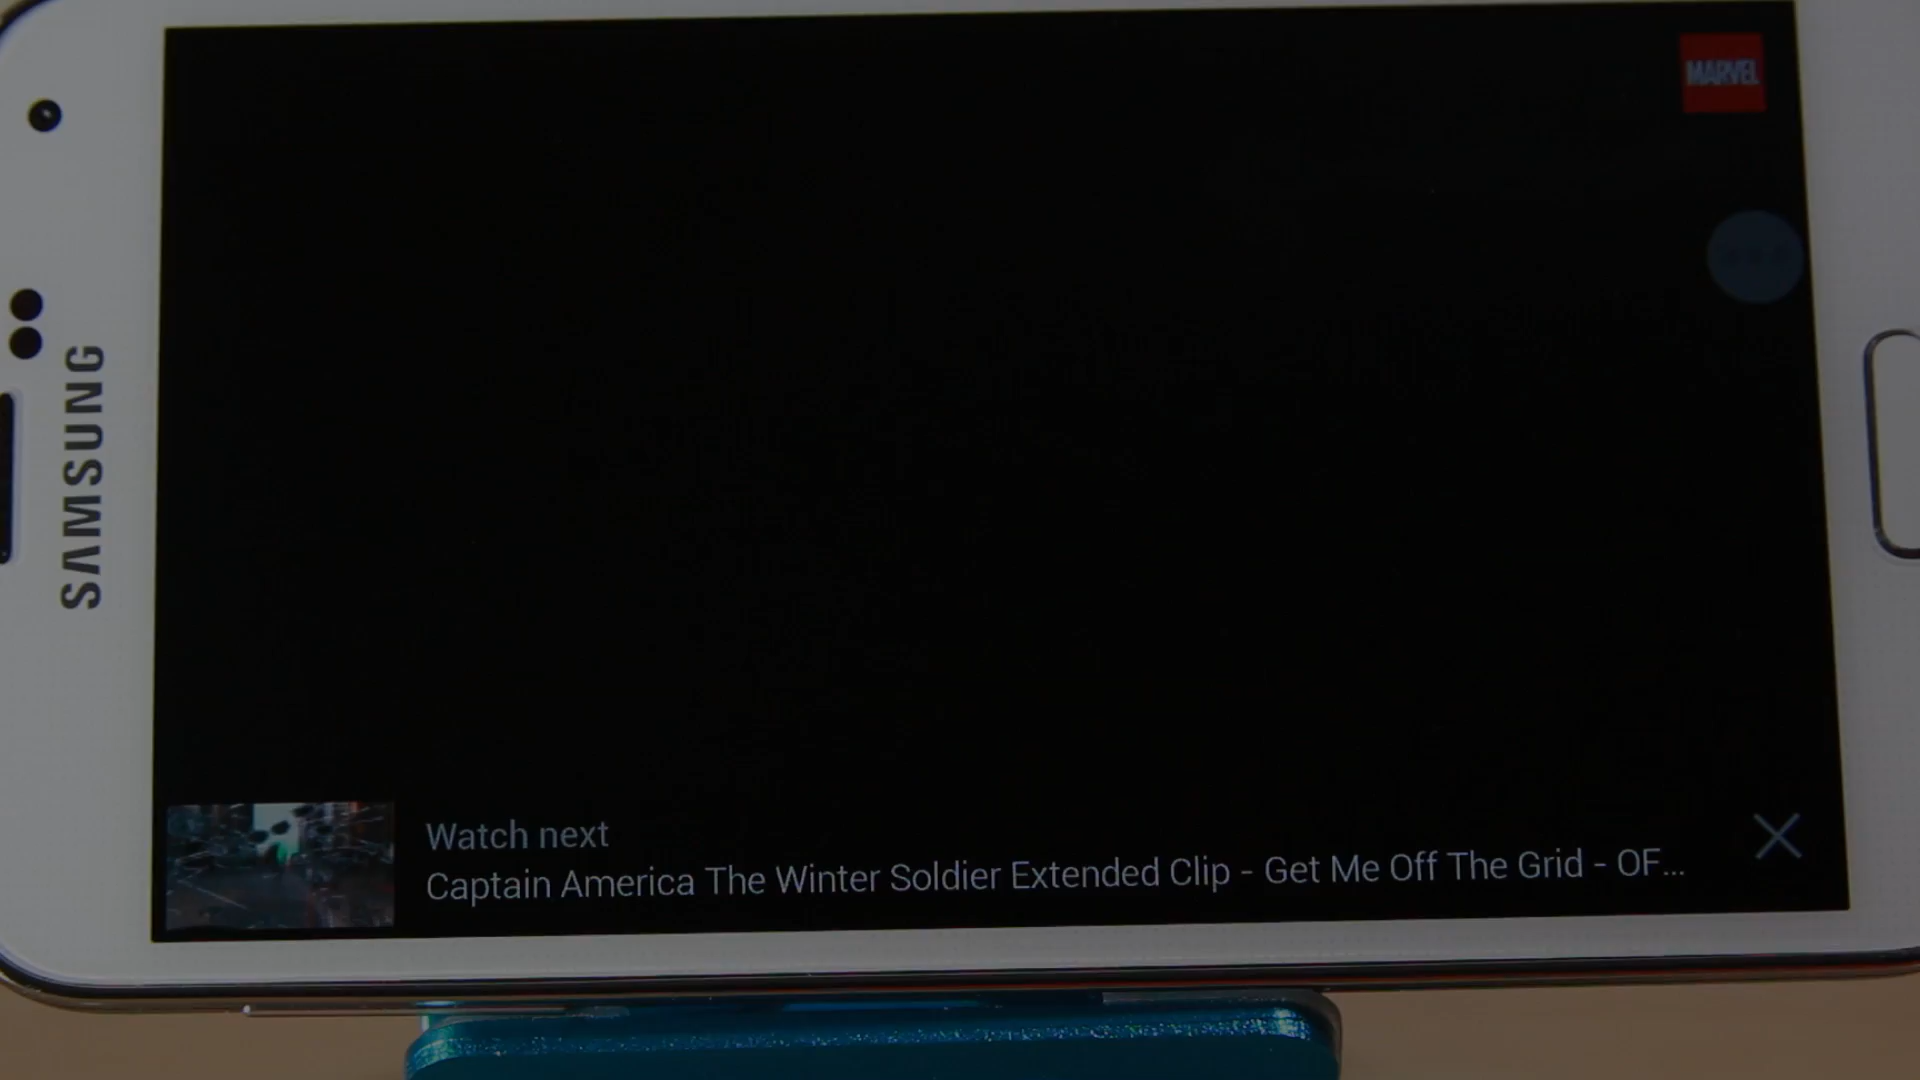 MARVEL
SAMSUNG
Watch next
Captain America The Winter Soldier Extended Clip - Get Me Off The Grid - OF...